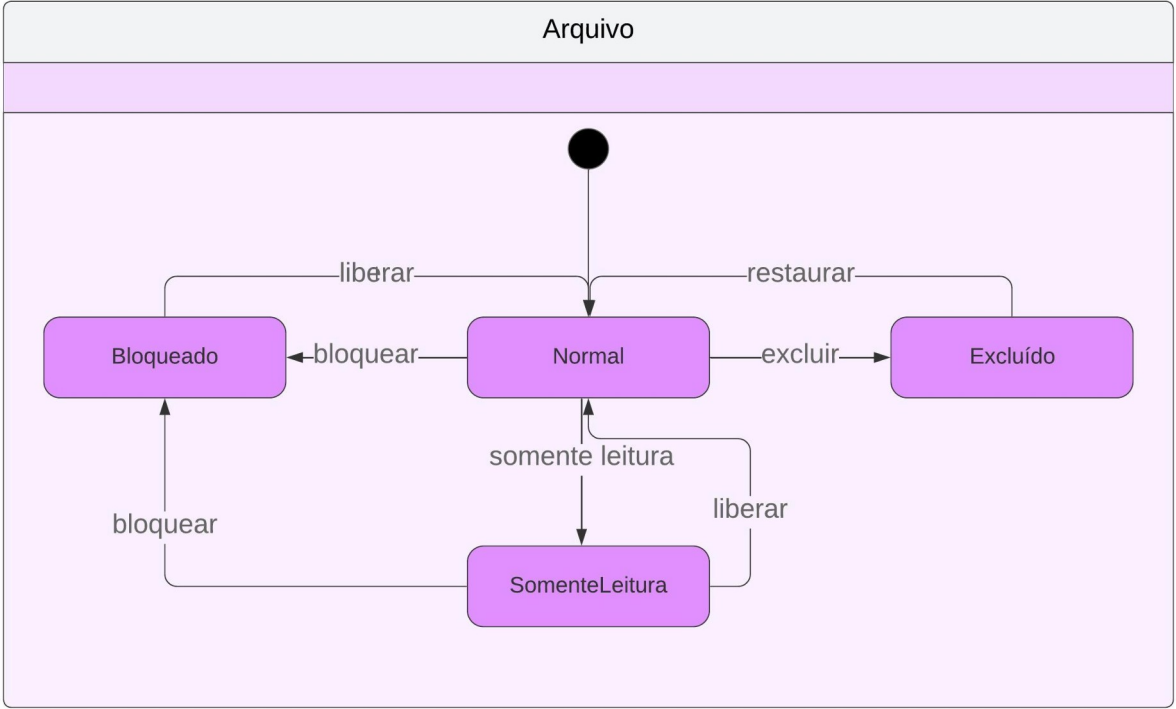 Arquivo
liberar
restaurar
Bloqueado
bloquear
Normal
excluir
Excluído
somente leitura
liberar
bloquear
SomenteLeitura